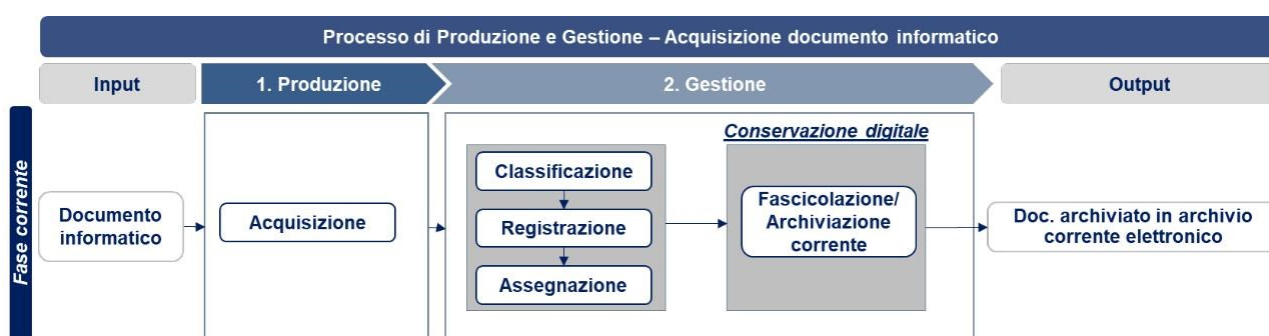 Processo di Produzione e Gestione – Acquisizione documento informatico
Input
1. Produzione
2. Gestione
Output
Fase corrente
Documento
informatico
Acquisizione
Classificazione
Registrazione
Assegnazione
Conservazione digitale
Fascicolazione/
Archiviazione
corrente
Doc. archiviato in archivio
corrente elettronico